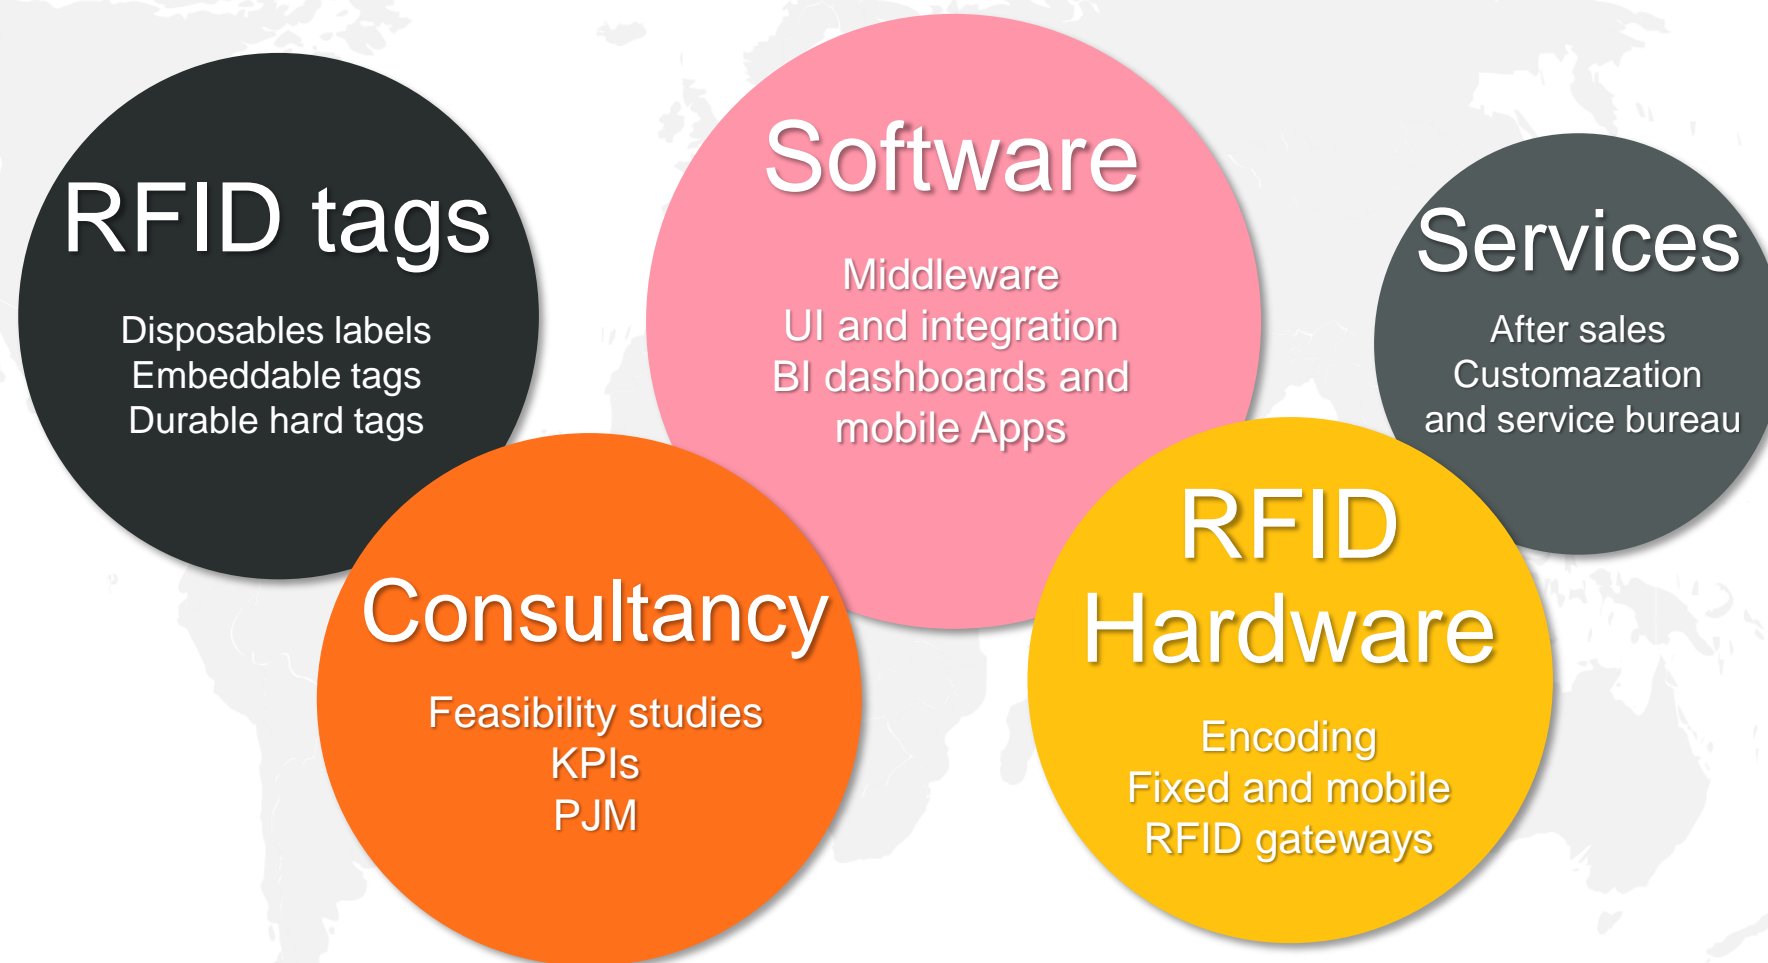 RFID tags
Disposables labels
Embeddable tags
Durable hard tags
Consultancy
Feasibility studies
KPIs
PJM
Software
Middleware
UI and integration
BI dashboards and
mobile Apps
RFID
Hardware
Encoding
Fixed and mobile
RFID gateways
Services
After sales
Customazation
and service bureau